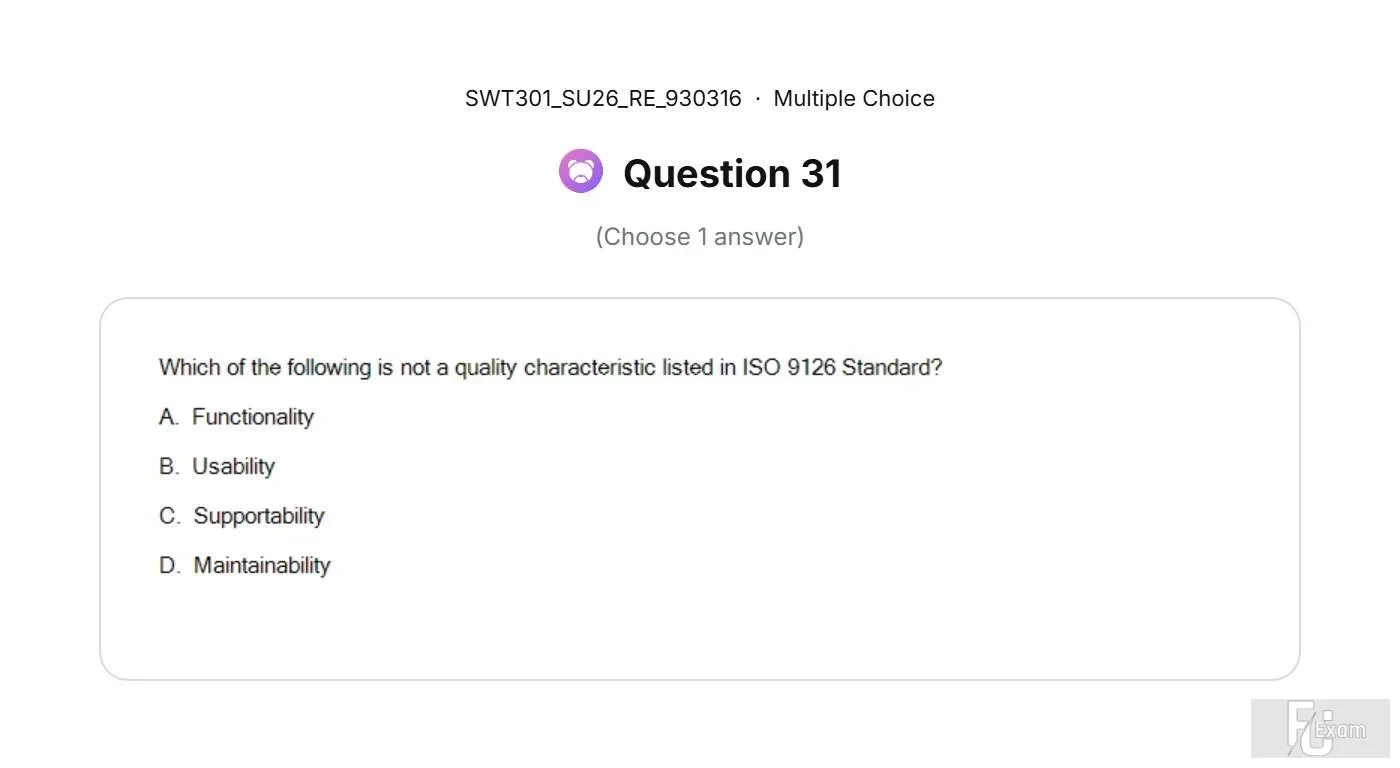 SWT301_SU26_RE_930316 · Multiple Choice
Question 31
(Choose 1 answer)
Which of the following is not a quality characteristic listed in ISO 9126 Standard?
A. Functionality
B. Usability
C. Supportability
D. Maintainability
FU Exam